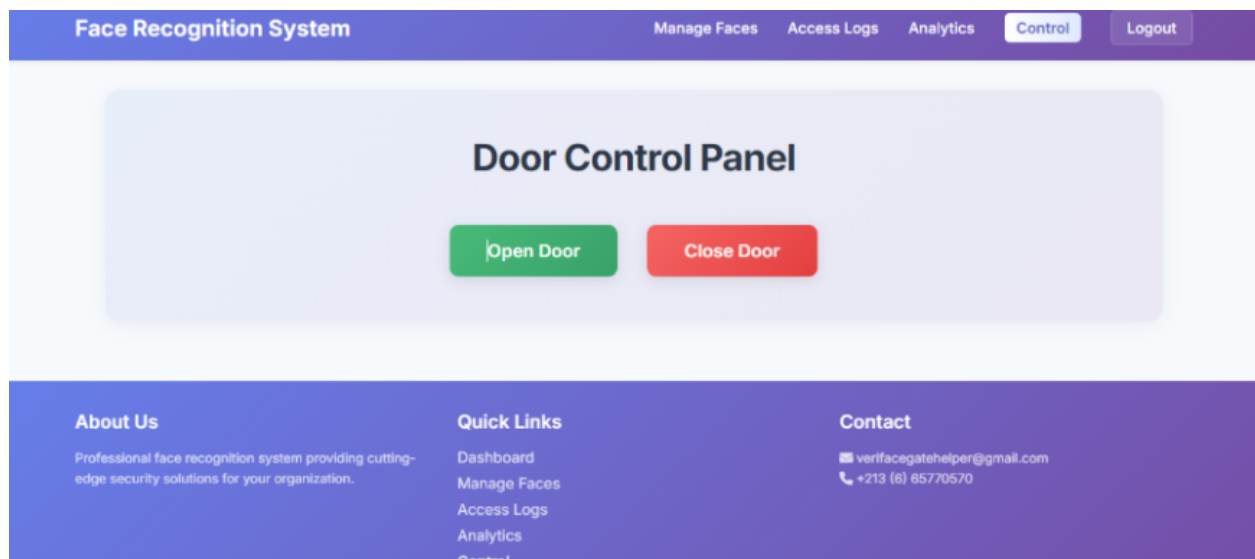 Face Recognition System
Manage Faces Access Logs Analytics Control Logout
Door Control Panel
Open Door Close Door
About Us
Professional face recognition system providing cutting-
edge security solutions for your organization.
Quick Links
Dashboard
Manage Faces
Access Logs
Analytics
Control
Contact
verifacegatehelper@gmail.com
+213 (6) 65770570